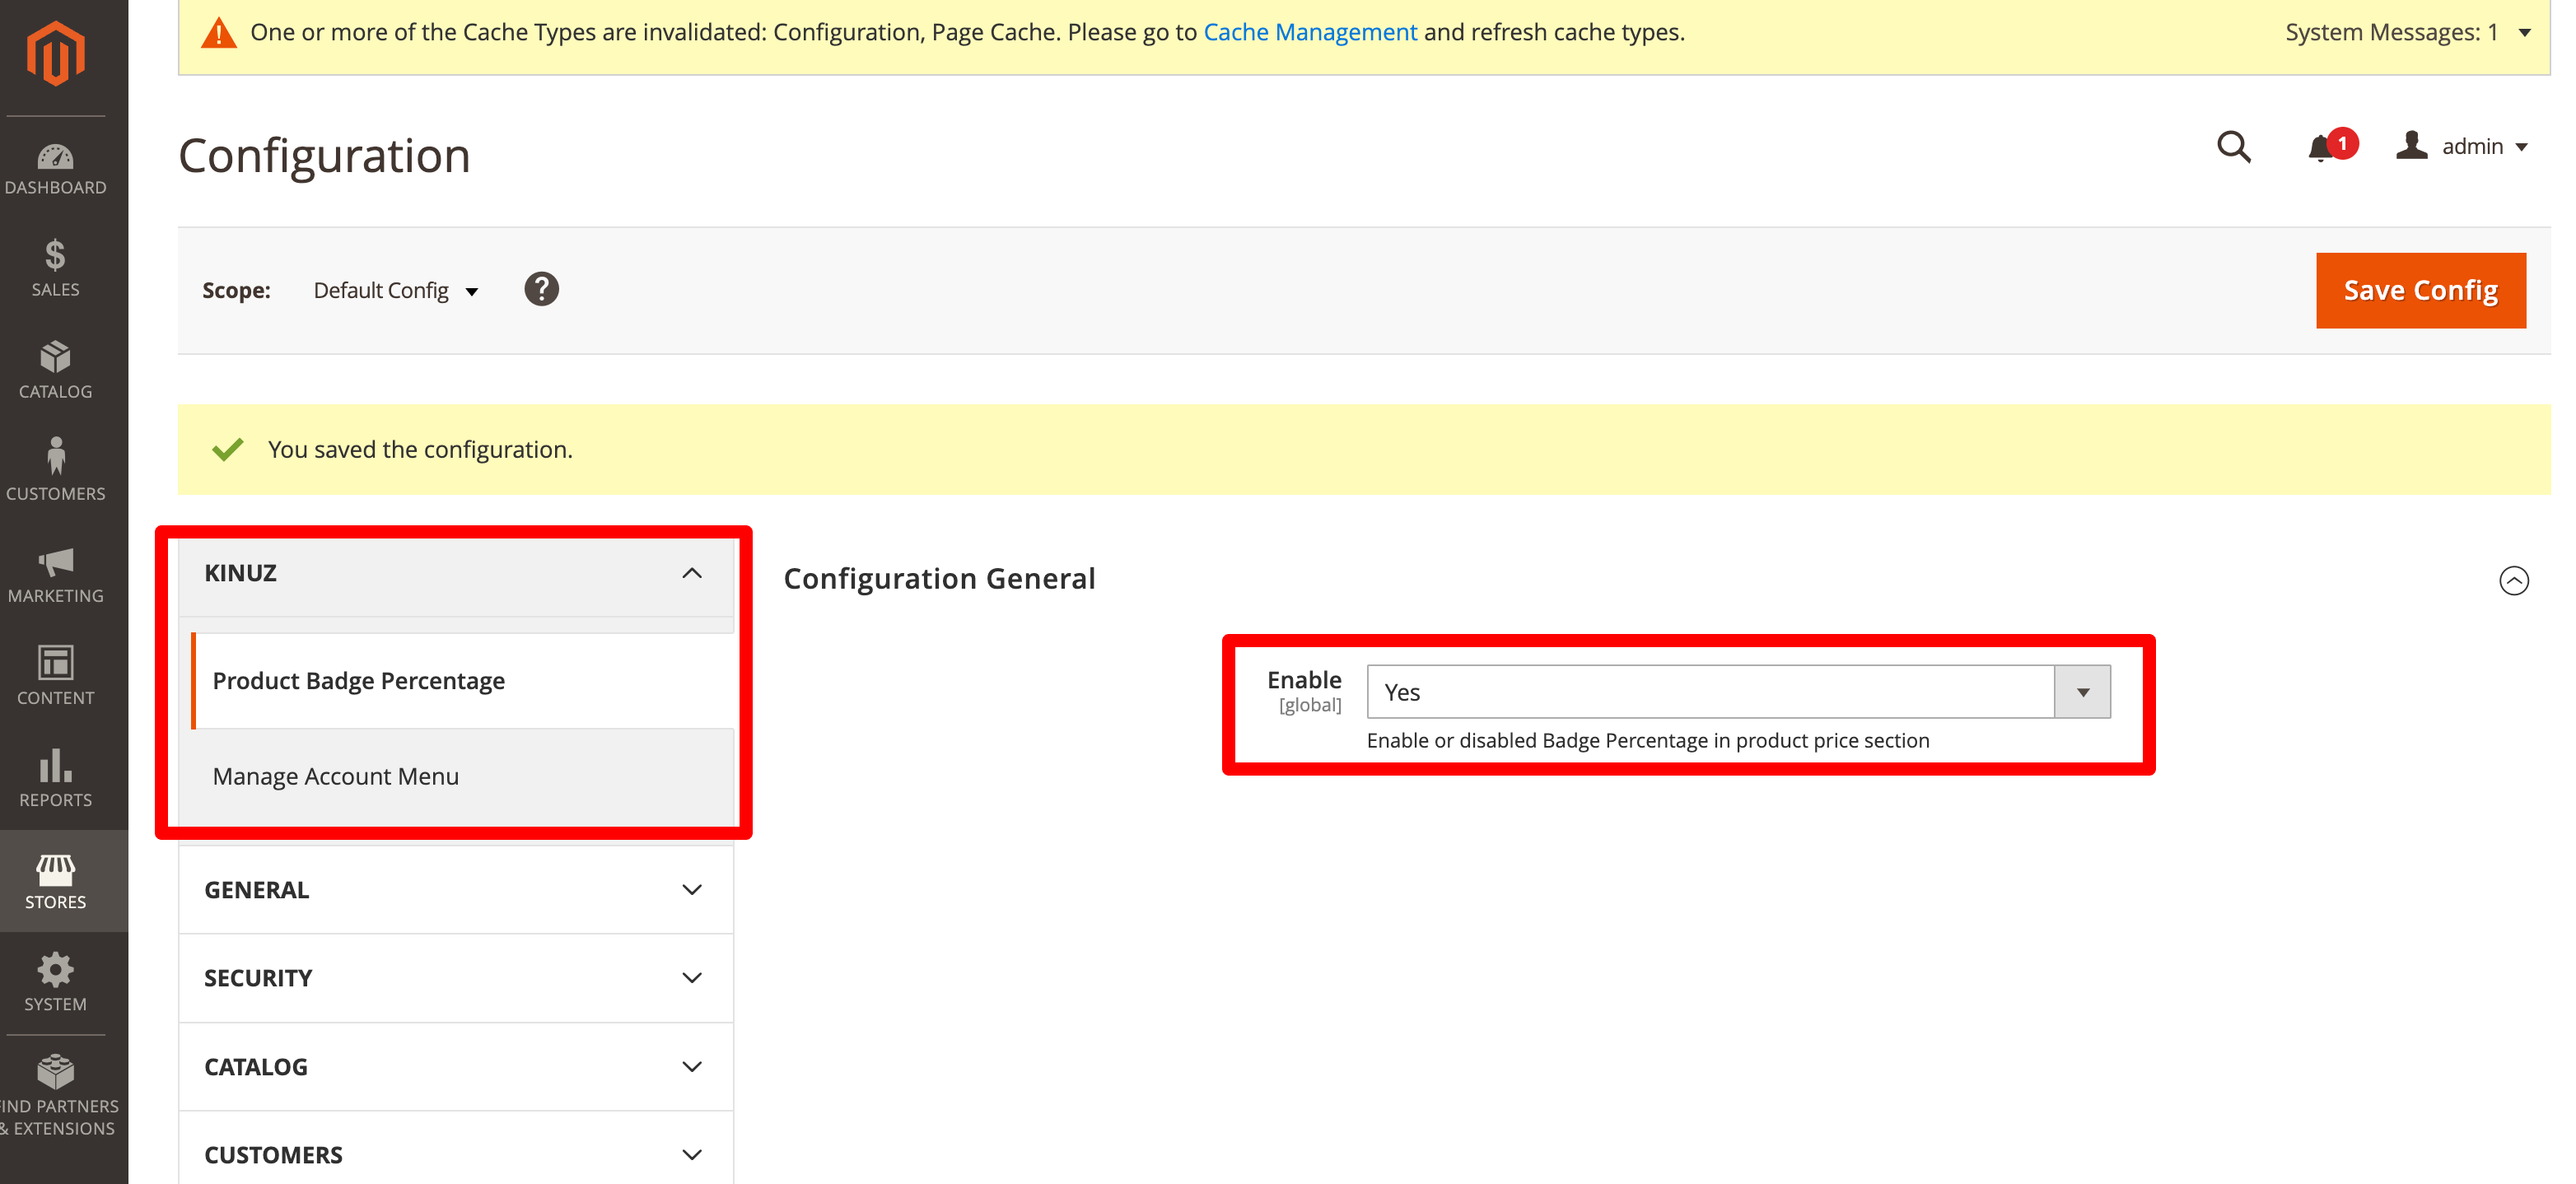 One or more of the Cache Types are invalidated: Configuration, Page Cache. Please go to Cache Management and refresh cache types.
System Messages: 1
Configuration
1
admin
Scope:
Default Config
?
Save Config
You saved the configuration.
DASHBOARD
SALES
CATALOG
CUSTOMERS
MARKETING
CONTENT
REPORTS
STORES
SYSTEM
IND PARTNERS
& EXTENSIONS
KINUZ
Product Badge Percentage
Manage Account Menu
GENERAL
SECURITY
CATALOG
CUSTOMERS
Configuration General
Enable
[global]
Yes
Enable or disabled Badge Percentage in product price section